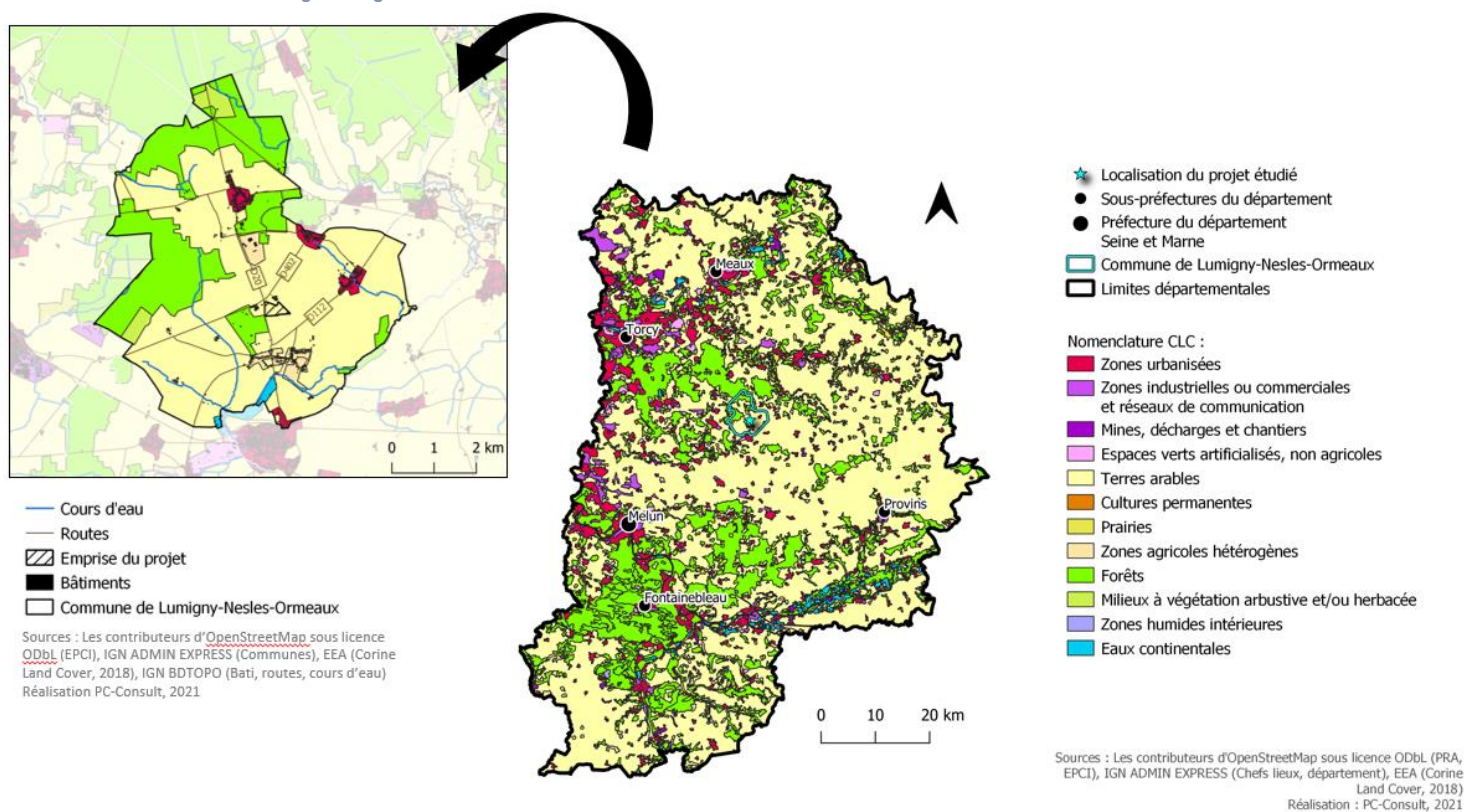 D20
D402
D112
0 1 2 km
Cours d'eau
Routes
Emprise du projet
Bâtiments
Commune de Lumigny-Nesles-Ormeaux
Sources : Les contributeurs d'OpenStreetMap sous licence
ODbL (EPCI), IGN ADMIN EXPRESS (Communes), EEA (Corine
Land Cover, 2018), IGN BDTOPO (Bati, routes, cours d'eau)
Réalisation PC-Consult, 2021
Meaux
Torcy
Melun
Provins
Fontainebleau
0 10 20 km
Localisation du projet étudié
Sous-préfectures du département
Préfecture du département
Seine et Marne
Commune de Lumigny-Nesles-Ormeaux
Limites départementales
Nomenclature CLC :
Zones urbanisées
Zones industrielles ou commerciales
et réseaux de communication
Mines, décharges et chantiers
Espaces verts artificialisés, non agricoles
Terres arables
Cultures permanentes
Prairies
Zones agricoles hétérogènes
Forêts
Milieux à végétation arbustive et/ou herbacée
Zones humides intérieures
Eaux continentales
Sources : Les contributeurs d'OpenStreetMap sous licence ODbL (PRA,
EPCI), IGN ADMIN EXPRESS (Chefs lieux, département), EEA (Corine
Land Cover, 2018)
Réalisation : PC-Consult, 2021